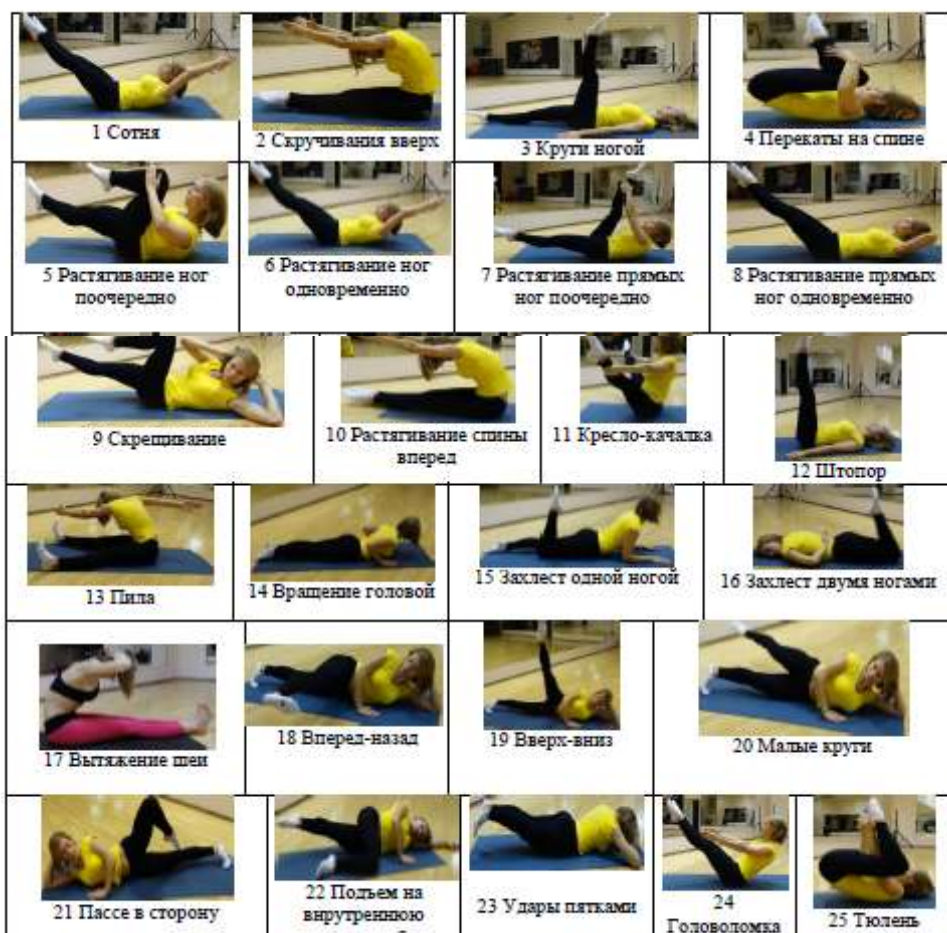 1 Сотня
2 Скручивания вверх
3 Круги ногой
4 Перекаты на спине
5 Растягивание ног
поочередно
6 Растягивание ног
одновременно
7 Растягивание прямых
ног поочередно
8 Растягивание прямых
ног одновременно
9 Скрещивание
10 Растягивание спины
вперед
11 Кресло-качалка
12 Штопор
13 Пила
14 Вращение головой
15 Захлест одной ногой
16 Захлест двумя ногами
17 Вытяжение шеи
18 Вперед-назад
19 Вверх-вниз
20 Малые круги
21 Пассе в сторону
22 Подъем на
внрутреннюю
23 Удары пятками
24
Головоломка
25 Тюлень